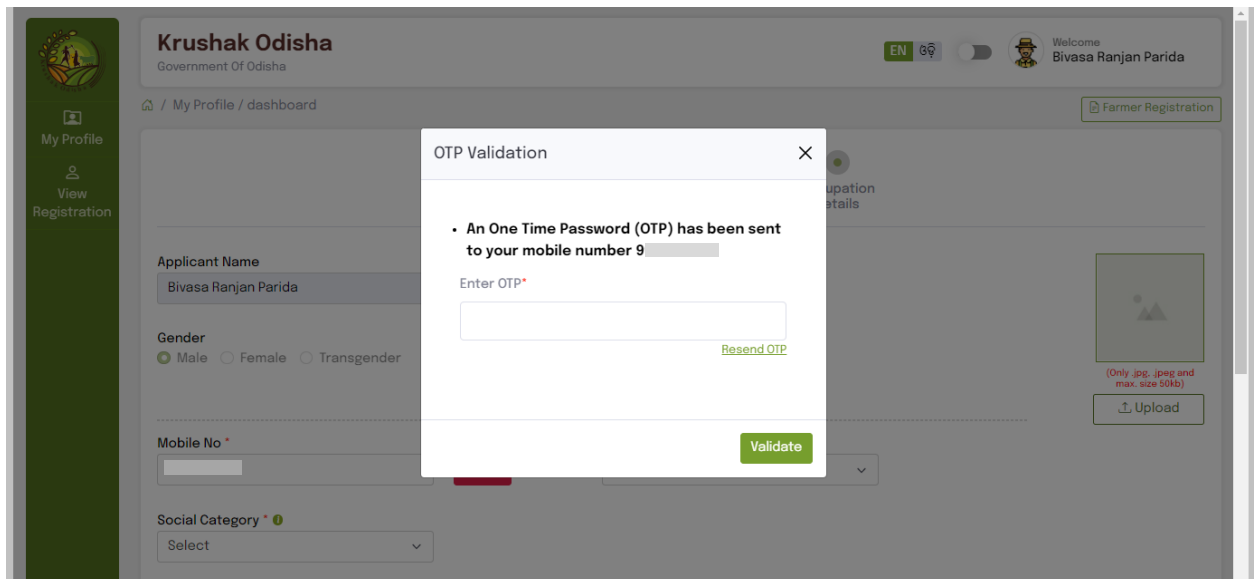 Krushak Odisha
Government Of Odisha
EN ଓଡ଼ି
Welcome
Bivasa Ranjan Parida
My Profile
View
Registration
/ My Profile / dashboard
Farmer Registration
OTP Validation
upation
etails
An One Time Password (OTP) has been sent
to your mobile number 9
Enter OTP*
Resend OTP
Validate
Applicant Name
Bivasa Ranjan Parida
Gender
Male Female Transgender
(Only .jpg, .jpeg and
max. size 50kb)
Upload
Mobile No *
Social Category *
Select